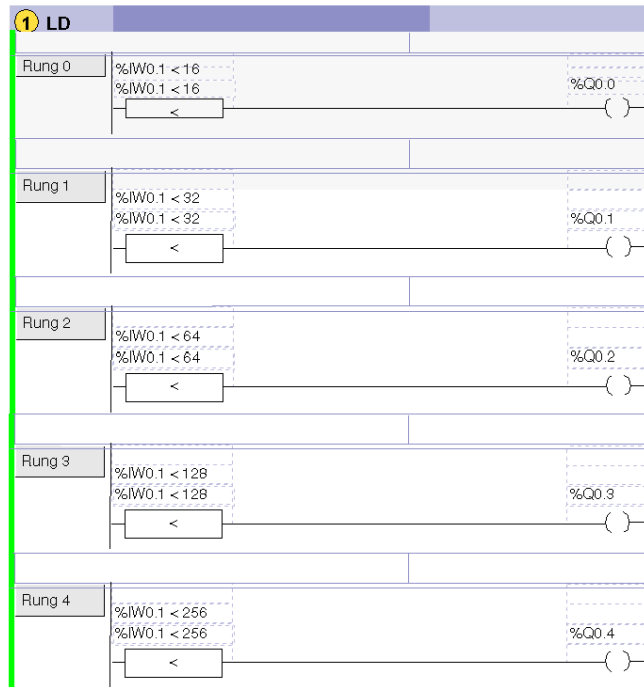 1 LD
Rung 0
%IW0.1 < 16
%IW0.1 < 16
%Q0.0
<
( )
Rung 1
%IW0.1 < 32
%IW0.1 < 32
%Q0.1
<
( )
Rung 2
%IW0.1 < 64
%IW0.1 < 64
%Q0.2
<
( )
Rung 3
%IW0.1 < 128
%IW0.1 < 128
%Q0.3
<
( )
Rung 4
%IW0.1 < 256
%IW0.1 < 256
%Q0.4
<
( )